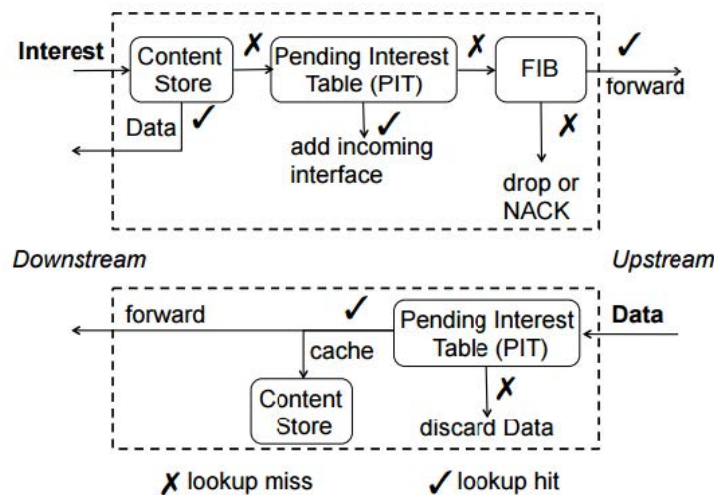 Interest
Content
Store
✗
Pending Interest
Table (PIT)
✗
FIB
✓
forward
Data
✓
✓
add incoming
interface
✗
drop or
NACK
Downstream
Upstream
forward
✓
cache
Pending Interest
Table (PIT)
Data
Content
Store
✗
discard Data
✗ lookup miss
✓ lookup hit